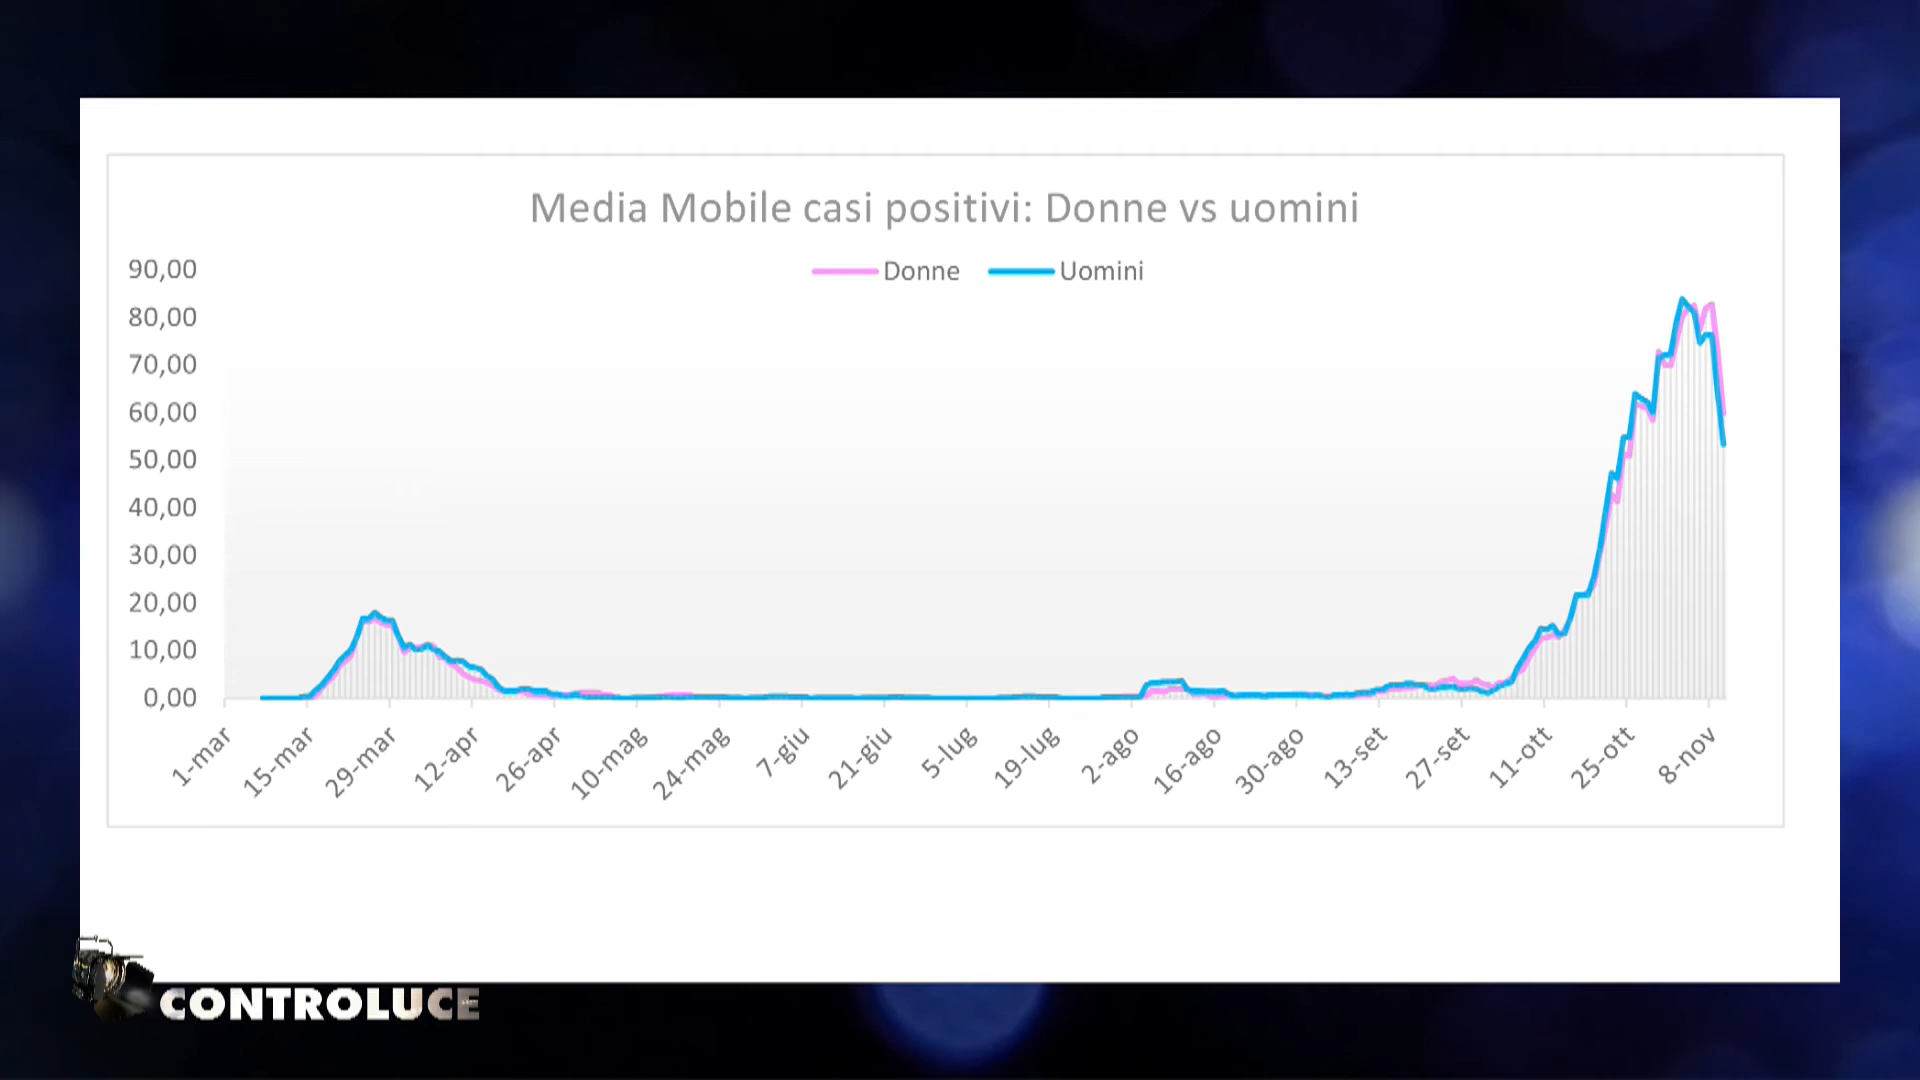 Media Mobile casi positivi: Donne vs uomini
Donne Uomini
90,00
80,00
70,00
60,00
50,00
40,00
30,00
20,00
10,00
0,00
1-mar 15-mar 29-mar 12-apr 26-apr 10-mag 24-mag 7-giu 21-giu 5-lug 19-lug 2-ago 16-ago 30-ago 13-set 27-set 11-ott 25-ott 8-nov
CONTROLUCE